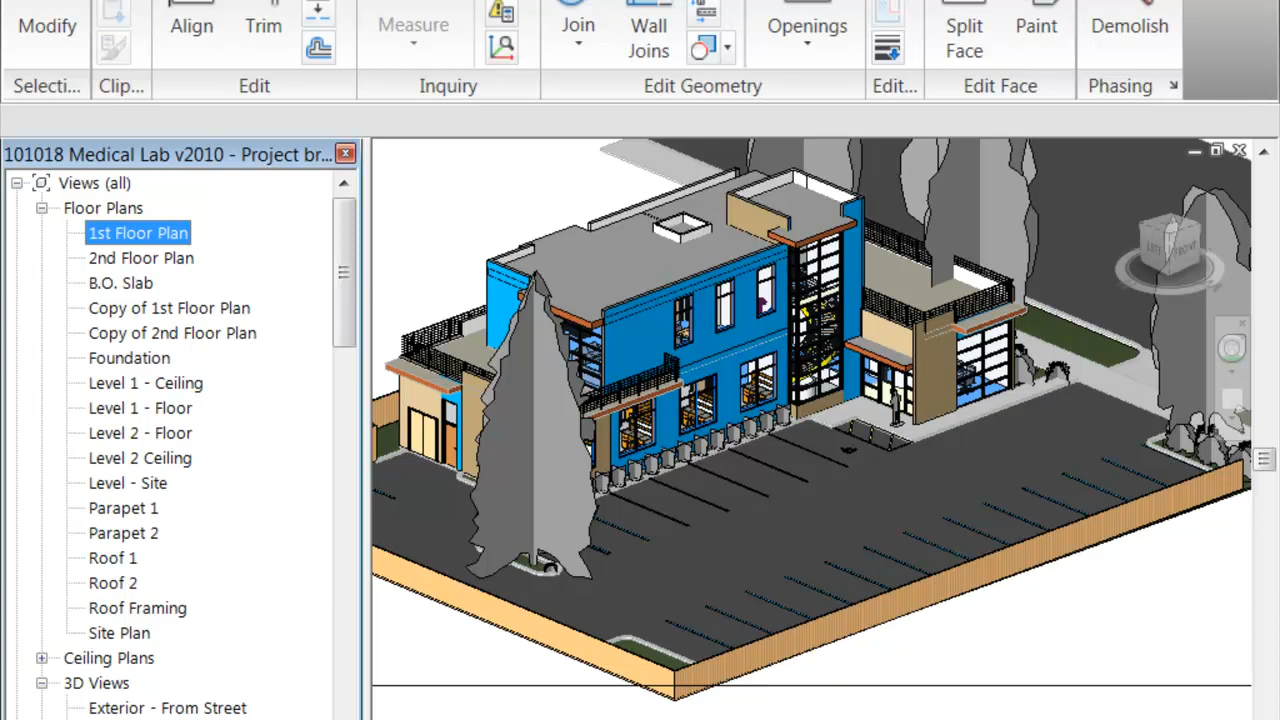 Modify
Align
Trim
Measure
Join
Wall
Joins
Openings
Split
Face
Paint
Demolish
Selecti...
Clip...
Edit
Inquiry
Edit Geometry
Edit...
Edit Face
Phasing
101018 Medical Lab v2010 - Project br...
Views (all)
Floor Plans
1st Floor Plan
2nd Floor Plan
B.O. Slab
Copy of 1st Floor Plan
Copy of 2nd Floor Plan
Foundation
Level 1 - Ceiling
Level 1 - Floor
Level 2 - Floor
Level 2 Ceiling
Level - Site
Parapet 1
Parapet 2
Roof 1
Roof 2
Roof Framing
Site Plan
Ceiling Plans
3D Views
Exterior - From Street
LEFT FRONT